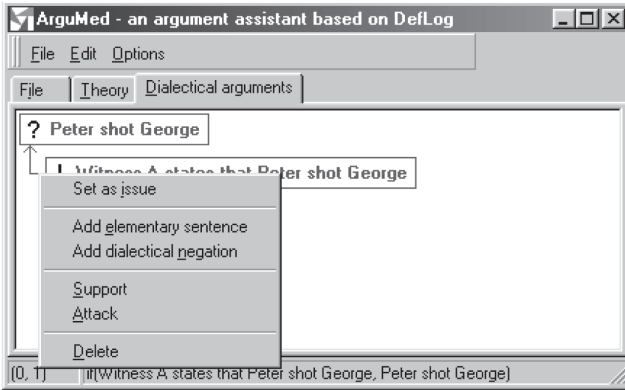 ArguMed - an argument assistant based on DefLog
File Edit Options
File Theory Dialectical arguments
? Peter shot George
! Witness A states that Peter shot George
Set as issue
Add elementary sentence
Add dialectical negation
Support
Attack
Delete
(0, 1) if(Witness A states that Peter shot George, Peter shot George)